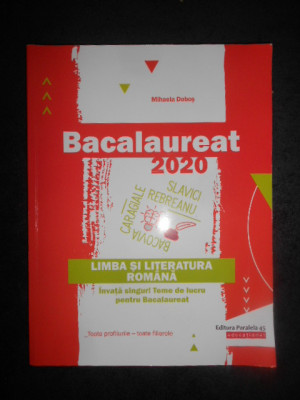 Mihaela Doboș
Bacalaureat
2020
SLAVICI
REBREANU
CARAGIALE
BACOVIA
LIMBA ȘI LITERATURA
ROMÂNĂ
Învață singur! Teme de lucru
pentru Bacalaureat
Toate profilurile – toate filierele
Editura Paralela 45